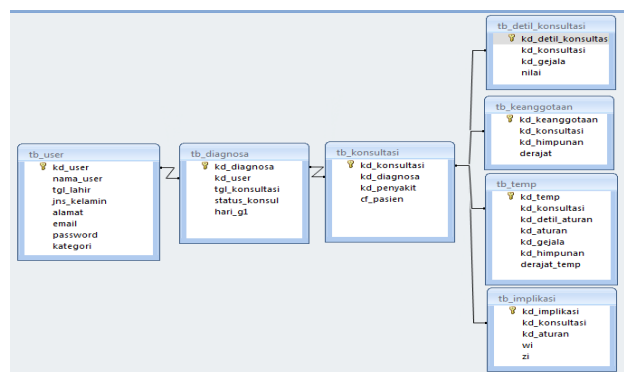 tb_user
kd_user
nama_user
tgl_lahir
jns_kelamin
alamat
email
password
kategori
tb_diagnosa
kd_diagnosa
kd_user
tgl_konsultasi
status_konsul
hari_g1
tb_konsultasi
kd_konsultasi
kd_diagnosa
kd_penyakit
cf_pasien
tb_detil_konsultasi
kd_detil_konsultas
kd_konsultasi
kd_gejala
nilai
tb_keanggotaan
kd_keanggotaan
kd_konsultasi
kd_himpunan
derajat
tb_temp
kd_temp
kd_konsultasi
kd_detil_aturan
kd_aturan
kd_gejala
kd_himpunan
derajat_temp
tb_implikasi
kd_implikasi
kd_konsultasi
kd_aturan
wi
zi